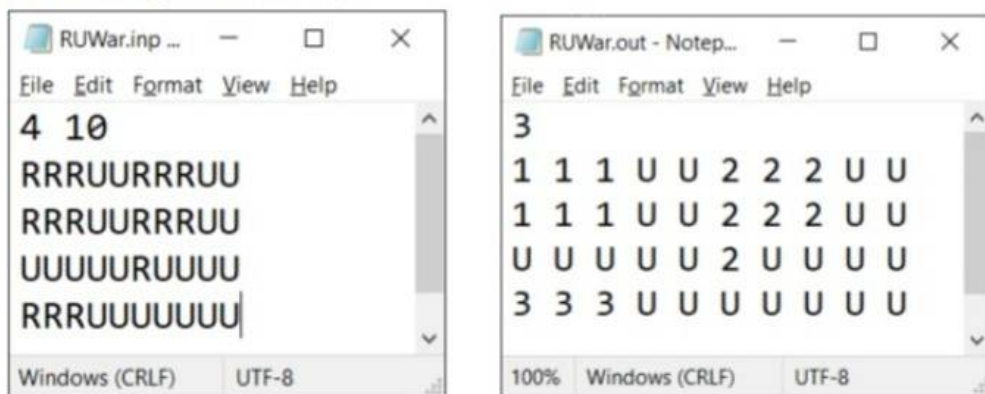 RUWar.inp ...
File Edit Format View Help
4 10
RRRUURRRUU
RRRUURRRUU
UUUUURUUUU
RRRUUUUUUU
Windows (CRLF) UTF-8
RUWar.out - Notep...
File Edit Format View Help
3
1 1 1 U U 2 2 2 U U
1 1 1 U U 2 2 2 U U
U U U U U 2 U U U U
3 3 3 U U U U U U U
100% Windows (CRLF) UTF-8